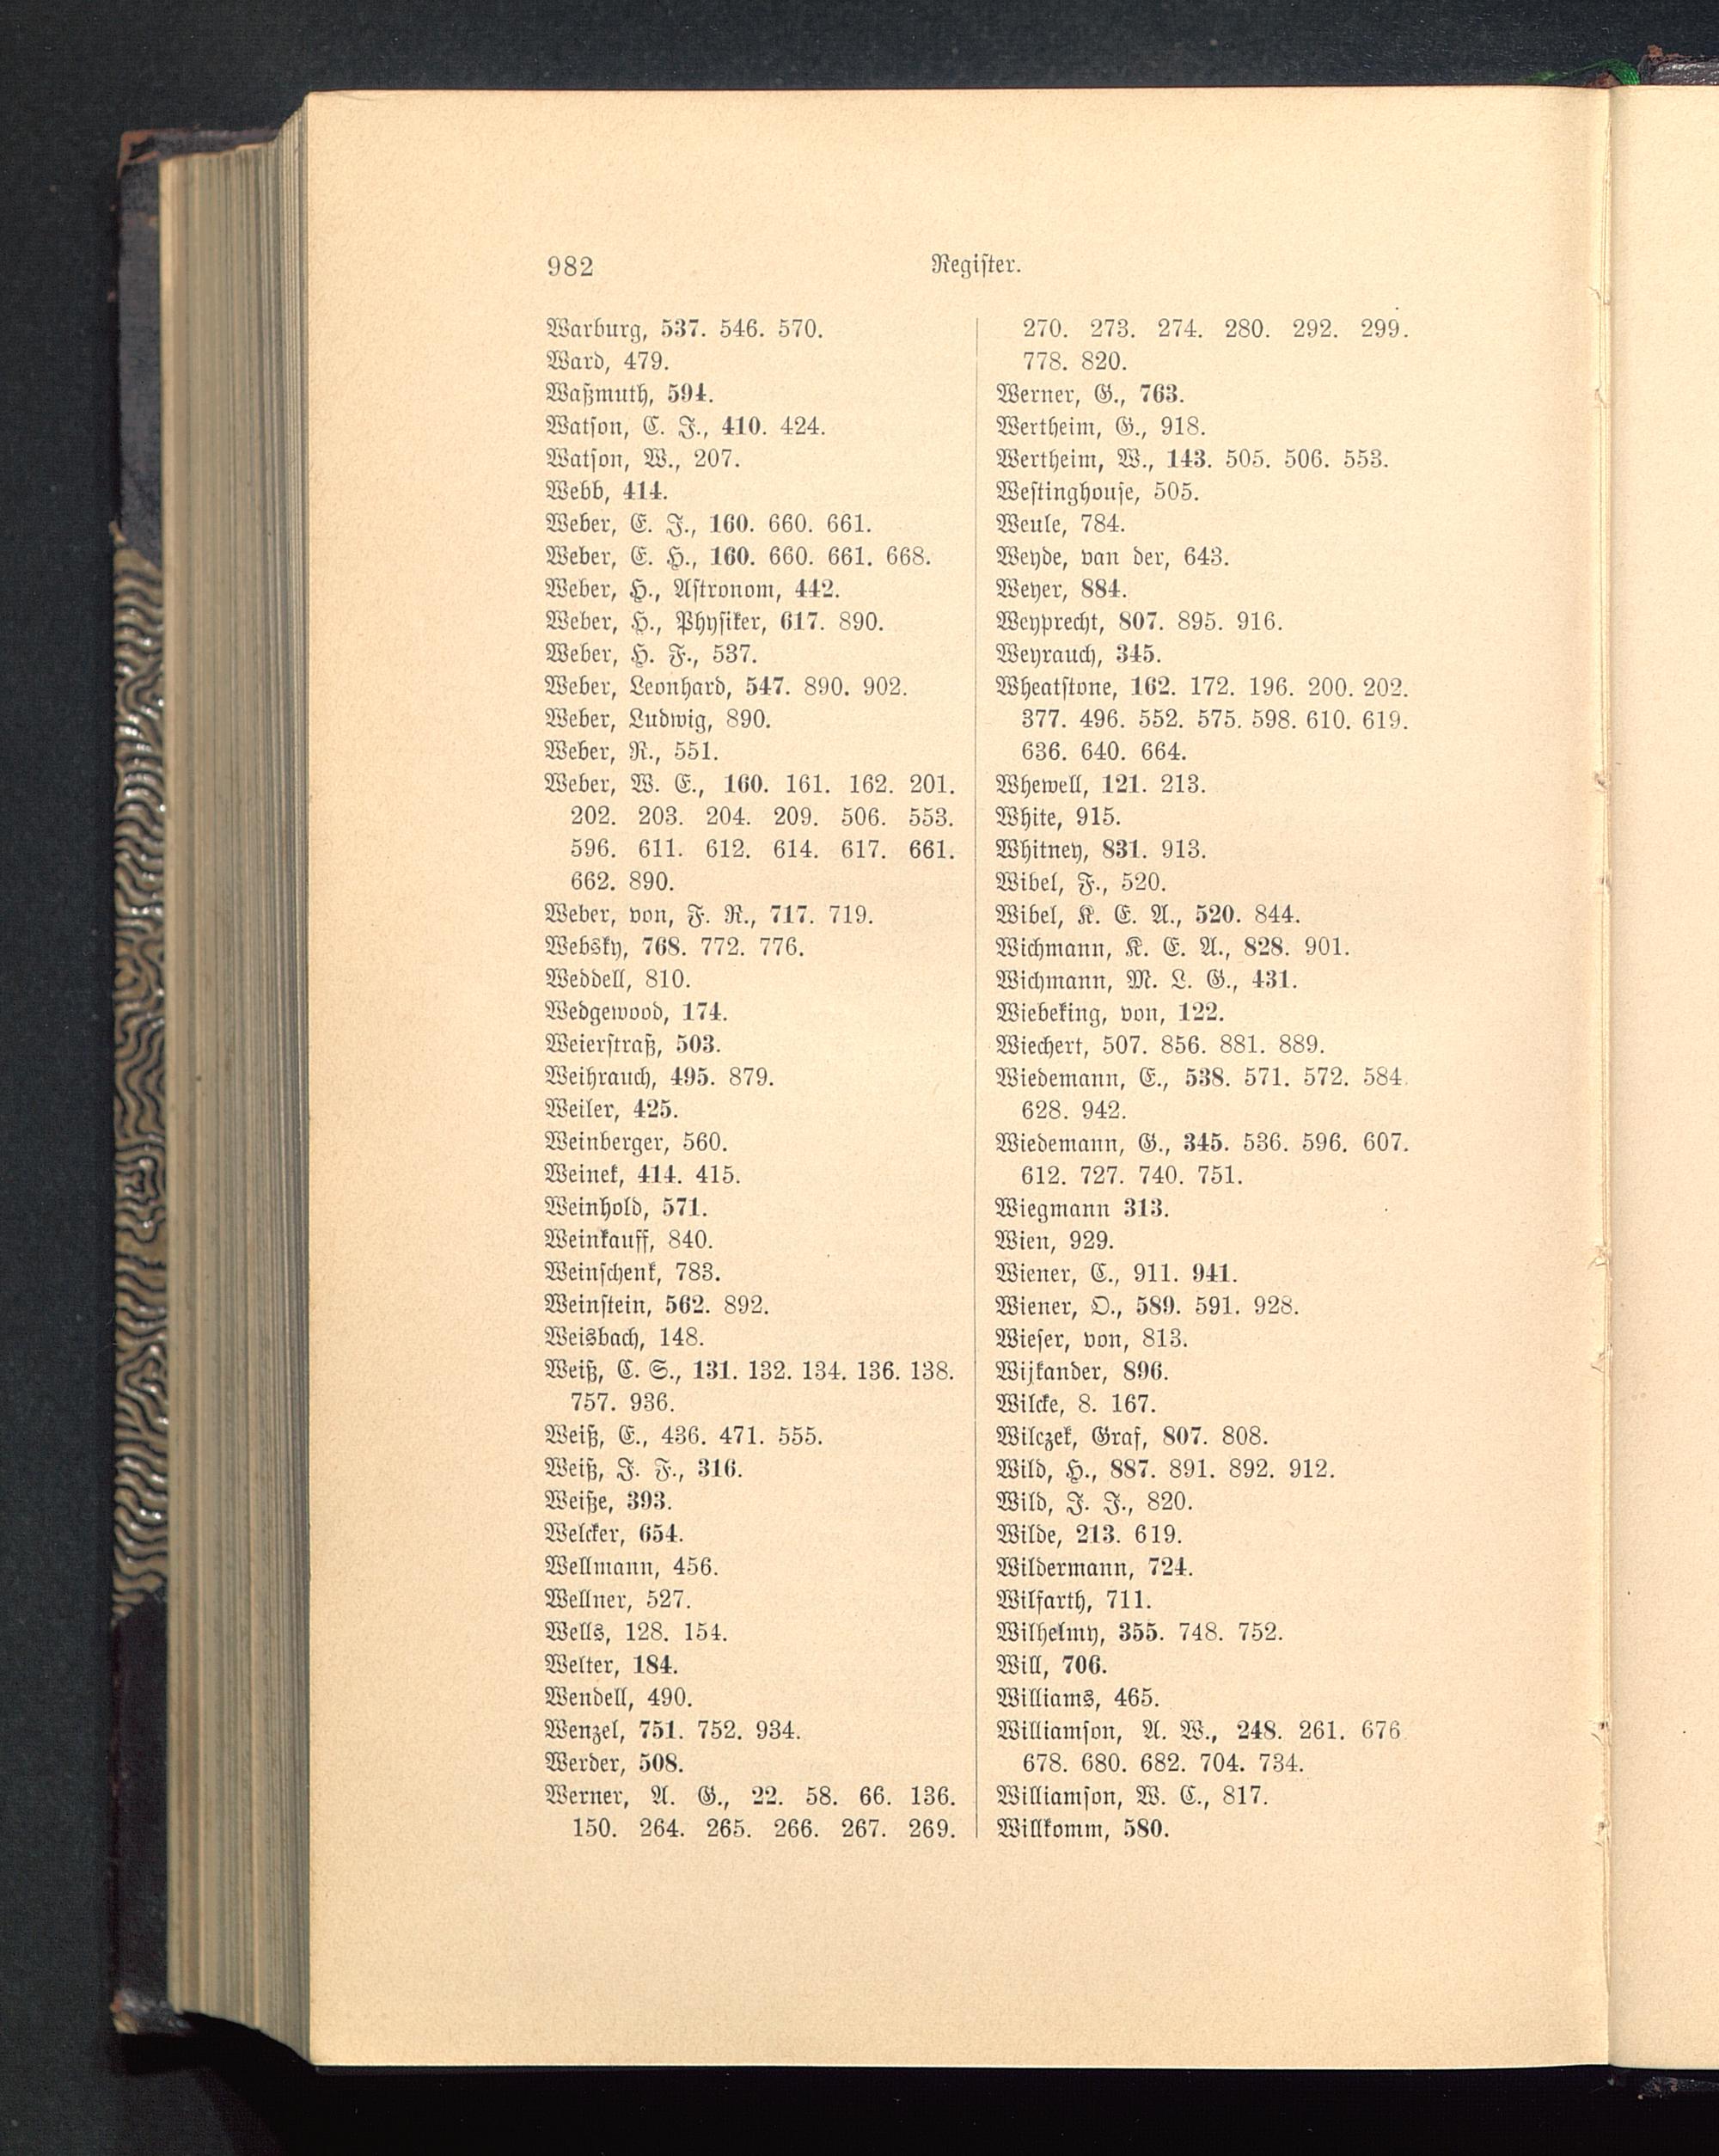 982
Register.
Warburg, 537. 546. 570.
Ward, 479.
Waßmuth, 594.
Watson, C. J., 410. 424.
Watson, W., 207.
Webb, 414.
Weber, E. J., 160. 660. 661.
Weber, E. H., 160. 660. 661. 668.
Weber, H., Astronom, 442.
Weber, H., Physiker, 617. 890.
Weber, H. F., 537.
Weber, Leonhard, 547. 890. 902.
Weber, Ludwig, 890.
Weber, R., 551.
Weber, W. E., 160. 161. 162. 201.
202. 203. 204. 209. 506. 553.
596. 611. 612. 614. 617. 661.
662. 890.
Weber, von, F. R., 717. 719.
Websky, 768. 772. 776.
Weddell, 810.
Wedgewood, 174.
Weierstraß, 503.
Weihrauch, 495. 879.
Weiler, 425.
Weinberger, 560.
Weinek, 414. 415.
Weinhold, 571.
Weinkauff, 840.
Weinschenk, 783.
Weinstein, 562. 892.
Weisbach, 148.
Weiß, C. S., 131. 132. 134. 136. 138.
757. 936.
Weiß, E., 436. 471. 555.
Weiß, J. F., 316.
Weiße, 393.
Welcker, 654.
Wellmann, 456.
Wellner, 527.
Wells, 128. 154.
Welter, 184.
Wendell, 490.
Wenzel, 751. 752. 934.
Werder, 508.
Werner, A. G., 22. 58. 66. 136.
150. 264. 265. 266. 267. 269.
270. 273. 274. 280. 292. 299.
778. 820.
Werner, G., 763.
Wertheim, G., 918.
Wertheim, W., 143. 505. 506. 553.
Westinghouse, 505.
Weule, 784.
Weyde, van der, 643.
Weyer, 884.
Weyprecht, 807. 895. 916.
Weyrauch, 345.
Wheatstone, 162. 172. 196. 200. 202.
377. 496. 552. 575. 598. 610. 619.
636. 640. 664.
Whewell, 121. 213.
White, 915.
Whitney, 831. 913.
Wibel, F., 520.
Wibel, K. E. A., 520. 844.
Wichmann, K. E. A., 828. 901.
Wichmann, M. L. G., 431.
Wiebeking, von, 122.
Wiechert, 507. 856. 881. 889.
Wiedemann, E., 538. 571. 572. 584.
628. 942.
Wiedemann, G., 345. 536. 596. 607.
612. 727. 740. 751.
Wiegmann 313.
Wien, 929.
Wiener, C., 911. 941.
Wiener, O., 589. 591. 928.
Wieser, von, 813.
Wijkander, 896.
Wilcke, 8. 167.
Wilczek, Graf, 807. 808.
Wild, H., 887. 891. 892. 912.
Wild, J. J., 820.
Wilde, 213. 619.
Wildermann, 724.
Wilfarth, 711.
Wilhelmy, 355. 748. 752.
Will, 706.
Williams, 465.
Williamson, A. W., 248. 261. 676
678. 680. 682. 704. 734.
Williamson, W. C., 817.
Willkomm, 580.